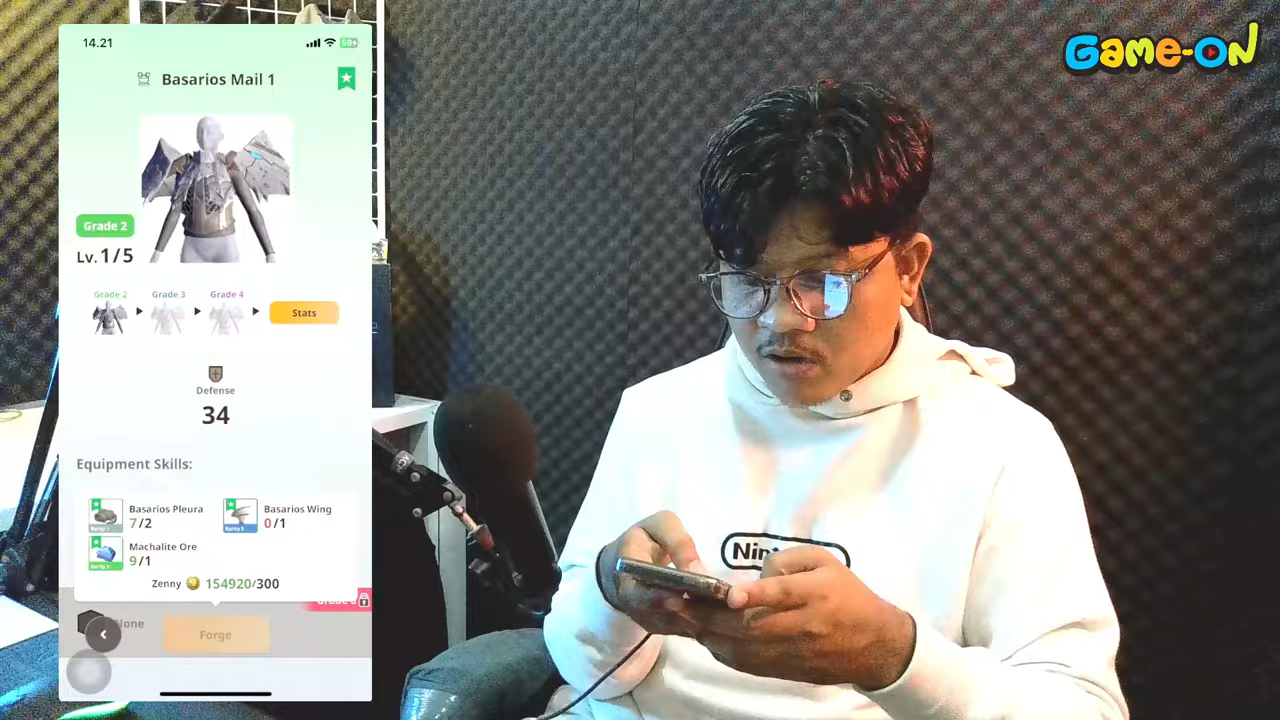 14.21
GAME-ON
Basarios Mail 1
Grade 2
Lv. 1/5
Grade 2
Grade 3
Grade 4
Stats
Defense
34
Equipment Skills:
Basarios Pleura
7/2
Basarios Wing
0/1
Machalite Ore
9/1
Zenny 154920/300
Forge